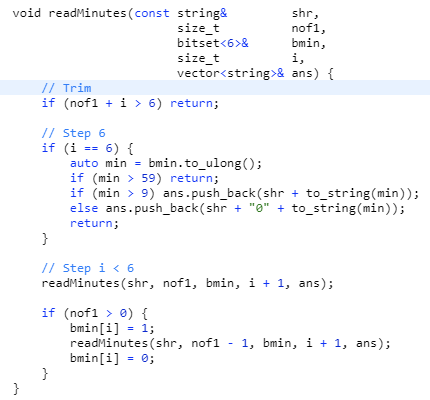 void readMinutes(const string&         shr,
                       size_t          nof1,
                       bitset<6>&      bmin,
                       size_t          i,
                       vector<string>& ans) {
    // Trim
    if (nof1 + i > 6) return;

    // Step 6
    if (i == 6) {
        auto min = bmin.to_ulong();
        if (min > 59) return;
        if (min > 9) ans.push_back(shr + to_string(min));
        else ans.push_back(shr + "0" + to_string(min));
        return;
    }

    // Step i < 6
    readMinutes(shr, nof1, bmin, i + 1, ans);

    if (nof1 > 0) {
        bmin[i] = 1;
        readMinutes(shr, nof1 - 1, bmin, i + 1, ans);
        bmin[i] = 0;
    }
}